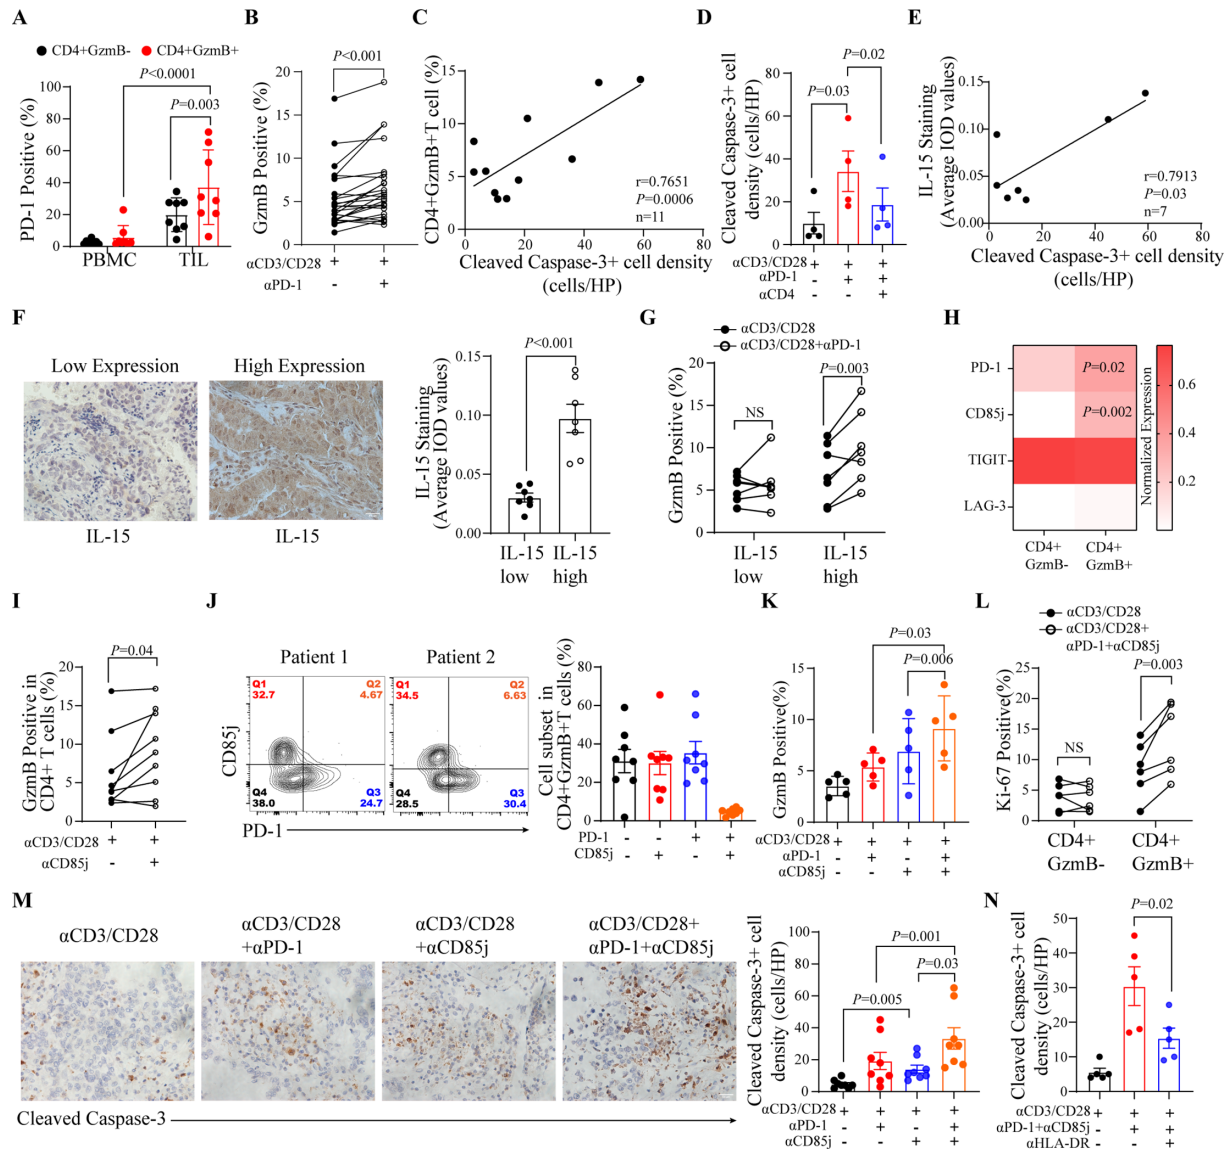 A
CD4+GzmB-
CD4+GzmB+
P<0.0001
P=0.003
PD-1 Positive (%)
100
80
60
40
20
0
PBMC
TIL
B
P<0.001
GzmB Positive (%)
20
15
10
5
0
αCD3/CD28 + +
αPD-1 - +
C
CD4+GzmB+T cell (%)
15
10
5
0
0 20 40 60 80
r=0.7651
P=0.0006
n=11
Cleaved Caspase-3+ cell density
(cells/HP)
D
P=0.02
P=0.03
Cleaved Caspase-3+ cell
density (cells/HP)
80
60
40
20
0
αCD3/CD28 + + +
αPD-1 - + +
αCD4 - - +
E
IL-15 Staining
(Average IOD values)
0.15
0.10
0.05
0.00
0 20 40 60 80
r=0.7913
P=0.03
n=7
Cleaved Caspase-3+ cell density
(cells/HP)
F
Low Expression
High Expression
IL-15
IL-15
P<0.001
IL-15 Staining
(Average IOD values)
0.15
0.10
0.05
0.00
IL-15
low
IL-15
high
G
αCD3/CD28
αCD3/CD28+αPD-1
P=0.003
NS
GzmB Positive (%)
20
15
10
5
0
IL-15
low
IL-15
high
H
PD-1
CD85j
TIGIT
LAG-3
P=0.02
P=0.002
CD4+
GzmB-
CD4+
GzmB+
Normalized Expression
0.6
0.4
0.2
I
P=0.04
GzmB Positive in
CD4+ T cells (%)
20
15
10
5
0
αCD3/CD28 + +
αCD85j - +
J
Patient 1
Patient 2
Q1
32.7
Q2
4.67
Q4
38.0
Q3
24.7
Q1
34.5
Q2
6.63
Q4
28.5
Q3
30.4
CD85j
PD-1
Cell subset in
CD4+GzmB+T cells (%)
80
60
40
20
0
PD-1 - - + +
CD85j - + - +
K
P=0.03
P=0.006
GzmB Positive(%)
15
10
5
0
αCD3/CD28 + + + +
αPD-1 - + - +
αCD85j - - + +
L
αCD3/CD28
αCD3/CD28+
αPD-1+αCD85j
P=0.003
NS
Ki-67 Positive(%)
25
20
15
10
5
0
CD4+
GzmB-
CD4+
GzmB+
M
αCD3/CD28
αCD3/CD28
+αPD-1
αCD3/CD28
+αCD85j
αCD3/CD28+
αPD-1+αCD85j
Cleaved Caspase-3
P=0.001
P=0.03
P=0.005
Cleaved Caspase-3+ cell
density (cells/HP)
100
80
60
40
20
0
αCD3/CD28 + + + +
αPD-1 - + - +
αCD85j - - + +
N
P=0.02
Cleaved Caspase-3+ cell
density (cells/HP)
50
40
30
20
10
0
αCD3/CD28 + + +
αPD-1+αCD85j - + +
αHLA-DR - - +